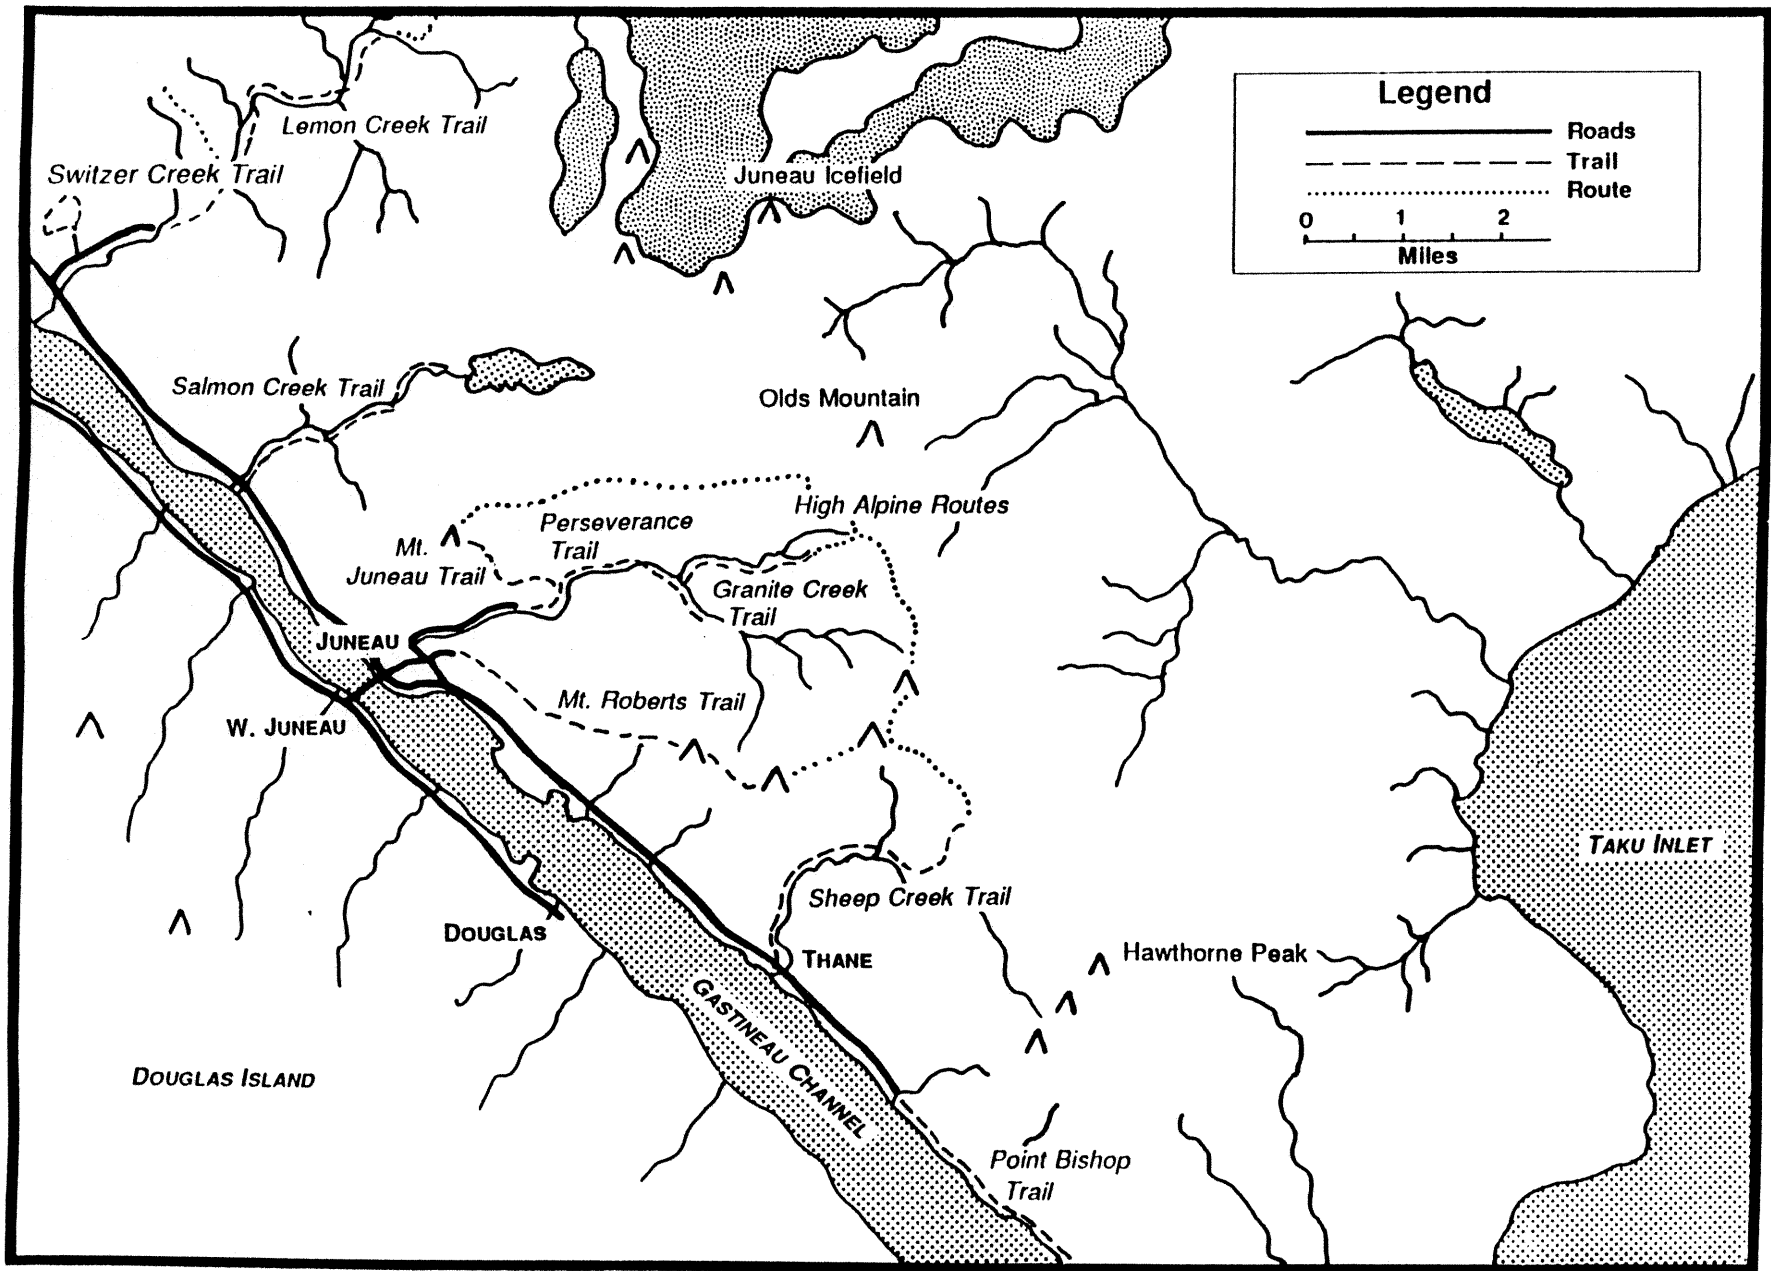 Legend
Roads
Trail
Route
0 1 2
Miles
Lemon Creek Trail
Switzer Creek Trail
Juneau Icefield
Salmon Creek Trail
Olds Mountain
High Alpine Routes
Perseverance
Trail
Mt.
Juneau Trail
Granite Creek
Trail
JUNEAU
Mt. Roberts Trail
W. JUNEAU
TAKU INLET
Sheep Creek Trail
DOUGLAS
THANE
Hawthorne Peak
GASTINEAU CHANNEL
DOUGLAS ISLAND
Point Bishop
Trail